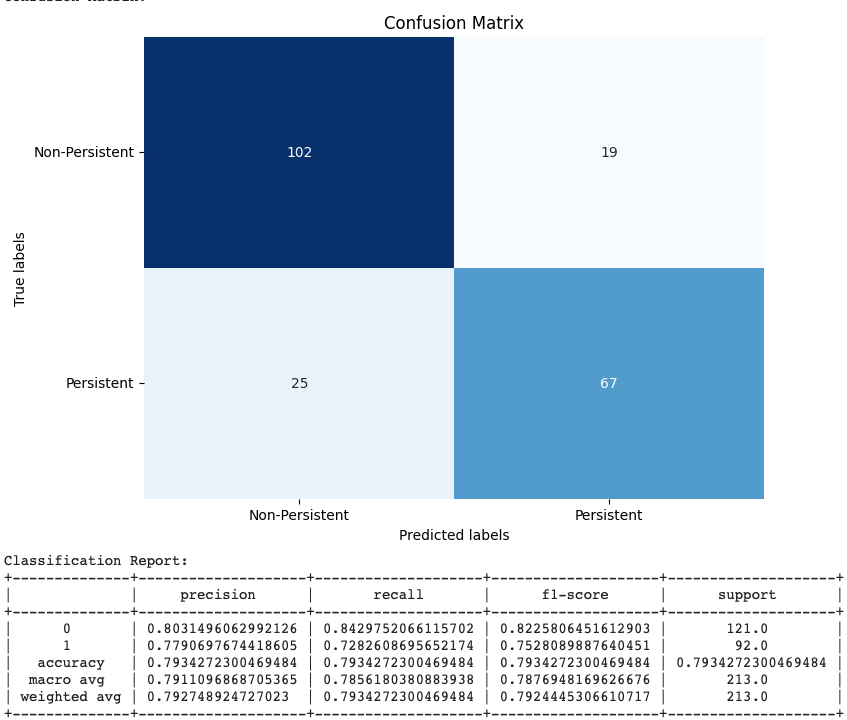 Confusion Matrix
Non-Persistent
102
19
True labels
Persistent
25
67
Non-Persistent
Persistent
Predicted labels
Classification Report:
+--------------+--------------------+--------------------+--------------------+--------------------+
| | precision | recall | f1-score | support |
+--------------+--------------------+--------------------+--------------------+--------------------+
| 0 | 0.8031496062992126 | 0.8429752066115702 | 0.8225806451612903 | 121.0 |
| 1 | 0.7790697674418605 | 0.7282608695652174 | 0.7528089887640451 | 92.0 |
| accuracy | 0.7934272300469484 | 0.7934272300469484 | 0.7934272300469484 | 0.7934272300469484 |
| macro avg | 0.7911096868705365 | 0.7856180380883938 | 0.7876948169626676 | 213.0 |
| weighted avg | 0.792748924727023 | 0.7934272300469484 | 0.7924445306610717 | 213.0 |
+--------------+--------------------+--------------------+--------------------+--------------------+